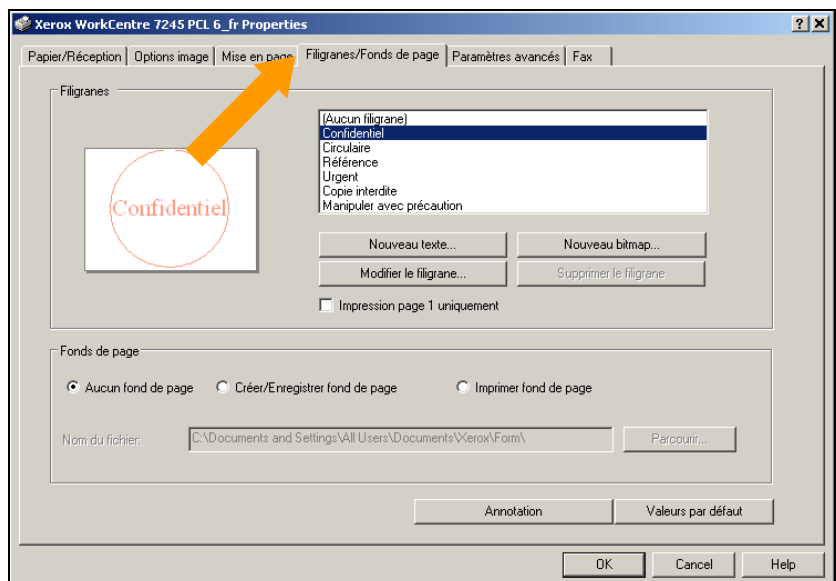 Xerox WorkCentre 7245 PCL 6_fr Properties
Papier/Réception Options image Mise en page Filigranes/Fonds de page Paramètres avancés Fax
Filigranes
(Aucun filigrane)
Confidentiel
Circulaire
Référence
Urgent
Copie interdite
Manipuler avec précaution
Confidentiel
Nouveau texte... Nouveau bitmap...
Modifier le filigrane... Supprimer le filigrane
Impression page 1 uniquement
Fonds de page
Aucun fond de page Créer/Enregistrer fond de page Imprimer fond de page
Nom du fichier: C:\Documents and Settings\All Users\Documents\Xerox\Form\ Parcourir...
Annotation Valeurs par défaut
OK Cancel Help